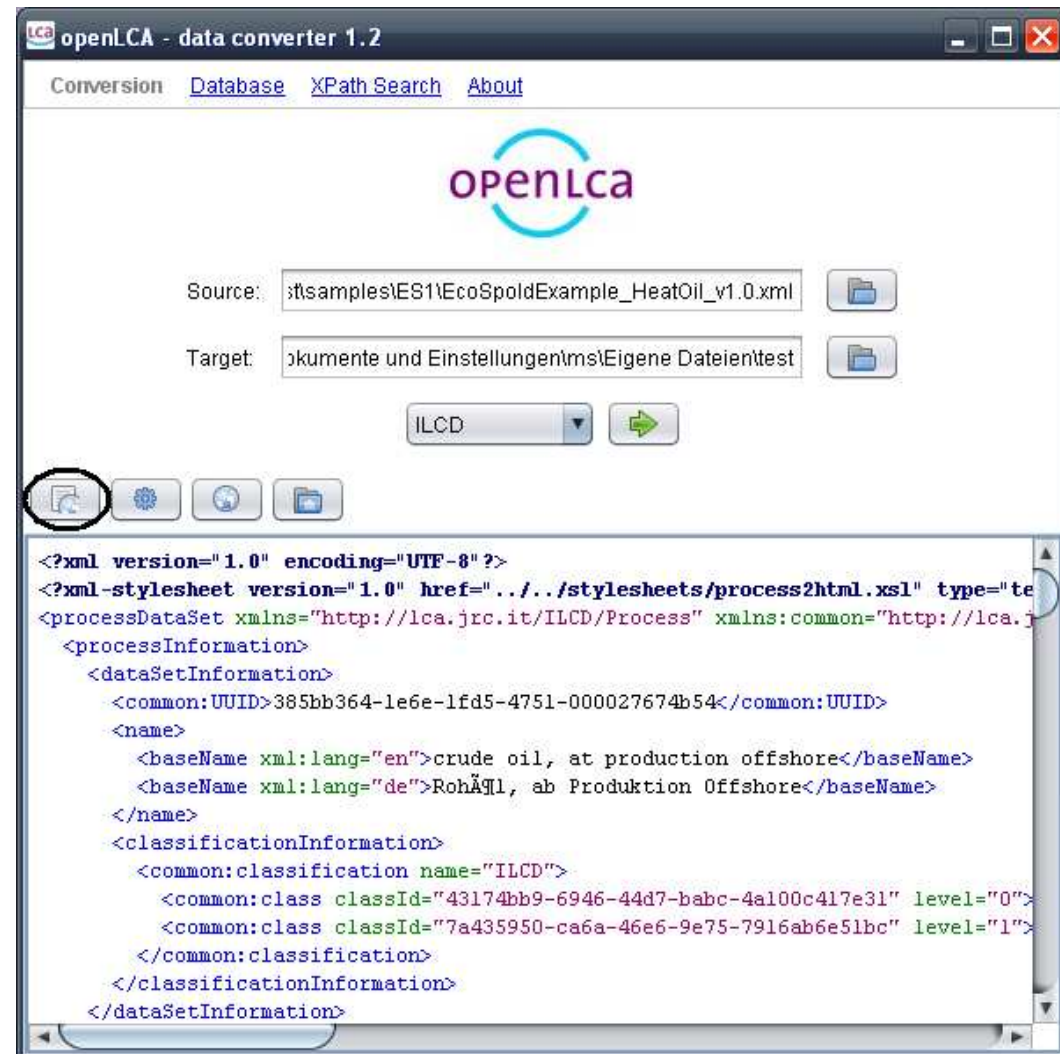 LCA openLCA - data converter 1.2
Conversion Database XPath Search About
openLca
Source: st\samples\ES1\EcoSpoldExample_HeatOil_v1.0.xml
Target: okumente und Einstellungen\ms\Eigene Dateien\test
ILCD
<?xml version="1.0" encoding="UTF-8"?>
<?xml-stylesheet version="1.0" href="../../stylesheets/process2html.xsl" type="te
<processDataSet xmlns="http://lca.jrc.it/ILCD/Process" xmlns:common="http://lca.j
<processInformation>
<dataSetInformation>
<common:UUID>385bb364-1e6e-1fd5-4751-000027674b54</common:UUID>
<name>
<baseName xml:lang="en">crude oil, at production offshore</baseName>
<baseName xml:lang="de">RohÃ¶l, ab Produktion Offshore</baseName>
</name>
<classificationInformation>
<common:classification name="ILCD">
<common:class classId="43174bb9-6946-44d7-babc-4a100c417e31" level="0">
<common:class classId="7a435950-ca6a-46e6-9e75-7916ab6e51bc" level="1">
</common:classification>
</classificationInformation>
</dataSetInformation>